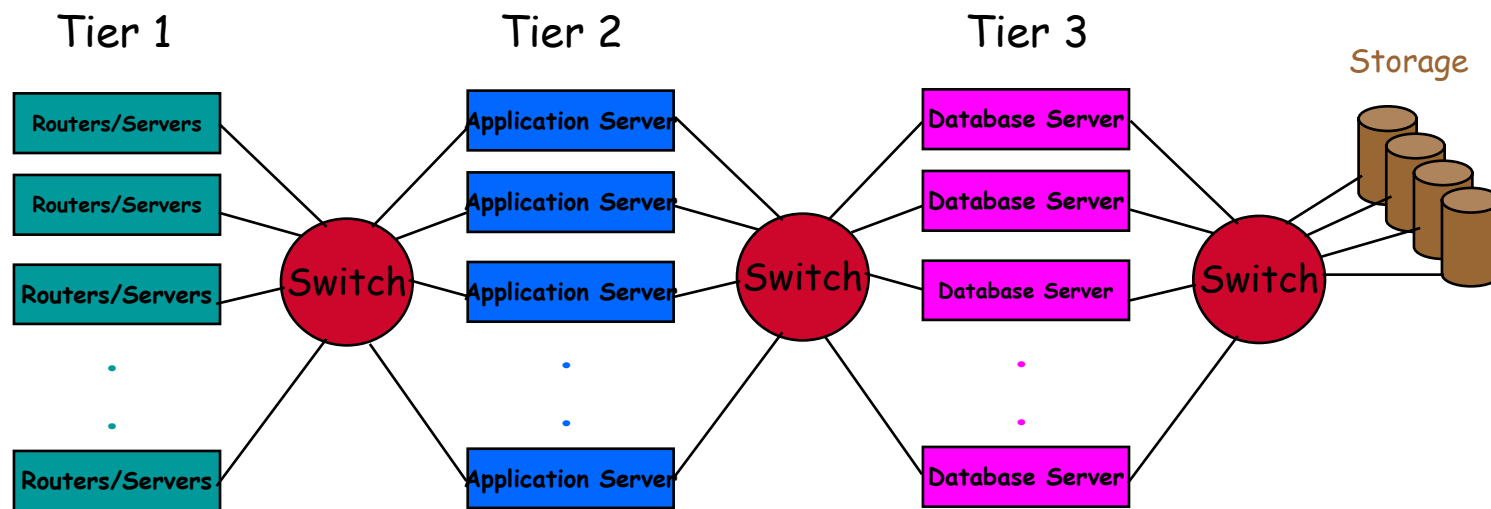 Tier 1
Tier 2
Tier 3
Storage
Routers/Servers
Application Server
Database Server
Routers/Servers
Application Server
Database Server
Routers/Servers
Switch
Application Server
Switch
Database Server
Switch
Routers/Servers
Application Server
Database Server